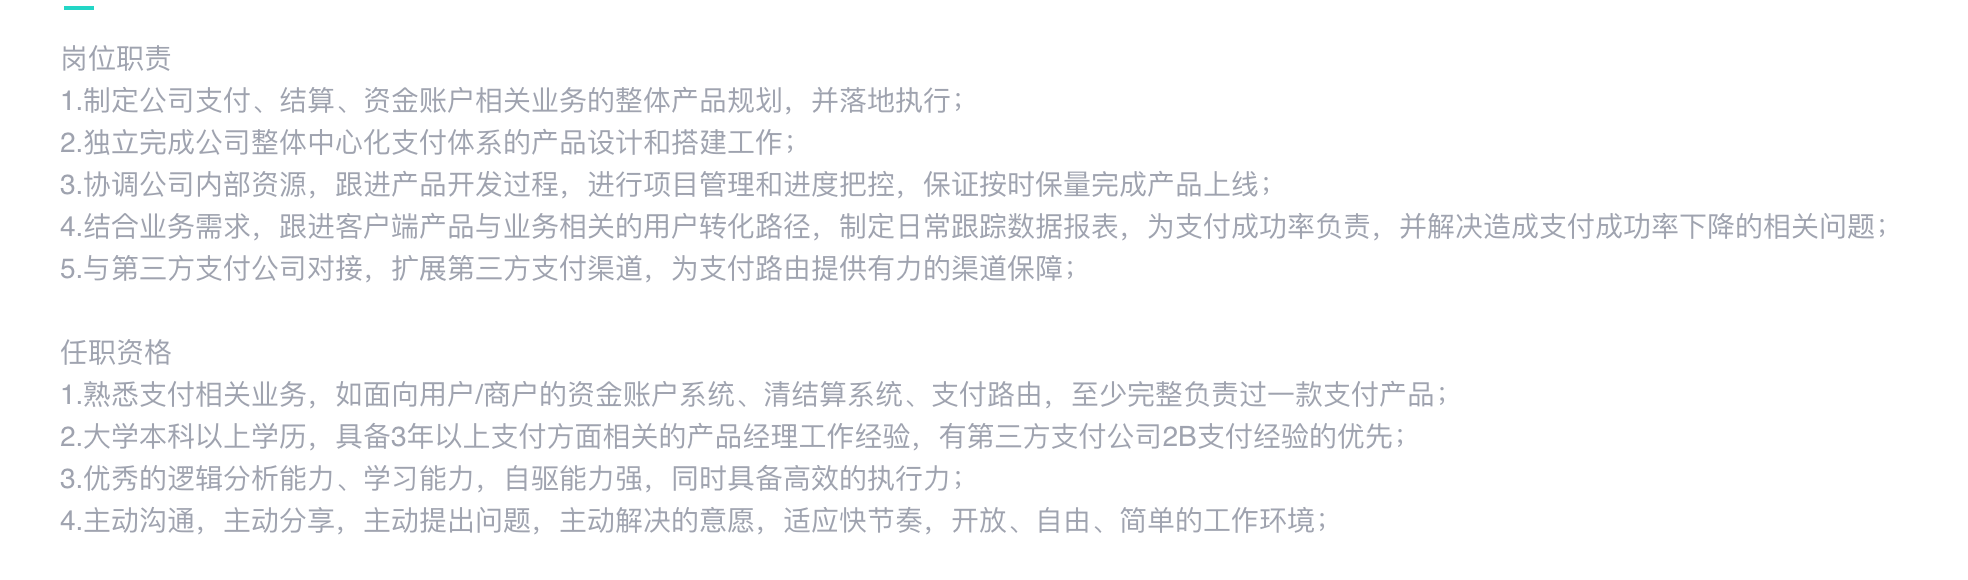 岗位职责
1.制定公司支付、结算、资金账户相关业务的整体产品规划，并落地执行；
2.独立完成公司整体中心化支付体系的产品设计和搭建工作；
3.协调公司内部资源，跟进产品开发过程，进行项目管理和进度把控，保证按时保量完成产品上线；
4.结合业务需求，跟进客户端产品与业务相关的用户转化路径，制定日常跟踪数据报表，为支付成功率负责，并解决造成支付成功率下降的相关问题；
5.与第三方支付公司对接，扩展第三方支付渠道，为支付路由提供有力的渠道保障；
任职资格
1.熟悉支付相关业务，如面向用户/商户的资金账户系统、清结算系统、支付路由，至少完整负责过一款支付产品；
2.大学本科以上学历，具备3年以上支付方面相关的产品经理工作经验，有第三方支付公司2B支付经验的优先；
3.优秀的逻辑分析能力、学习能力，自驱能力强，同时具备高效的执行力；
4.主动沟通，主动分享，主动提出问题，主动解决的意愿，适应快节奏，开放、自由、简单的工作环境；